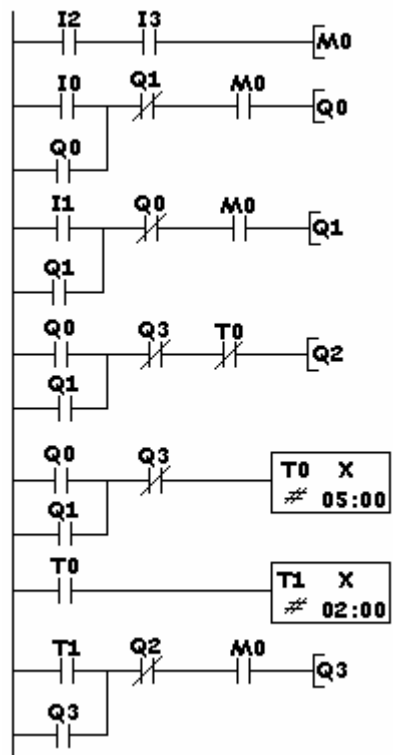 I2 I3
M0
I0 Q1 M0
Q0
Q0
I1 Q0 M0
Q1
Q1
Q0 Q3 T0
Q2
Q1
Q0 Q3
T0 X
05:00
Q1
T0
T1 X
02:00
T1 Q2 M0
Q3
Q3